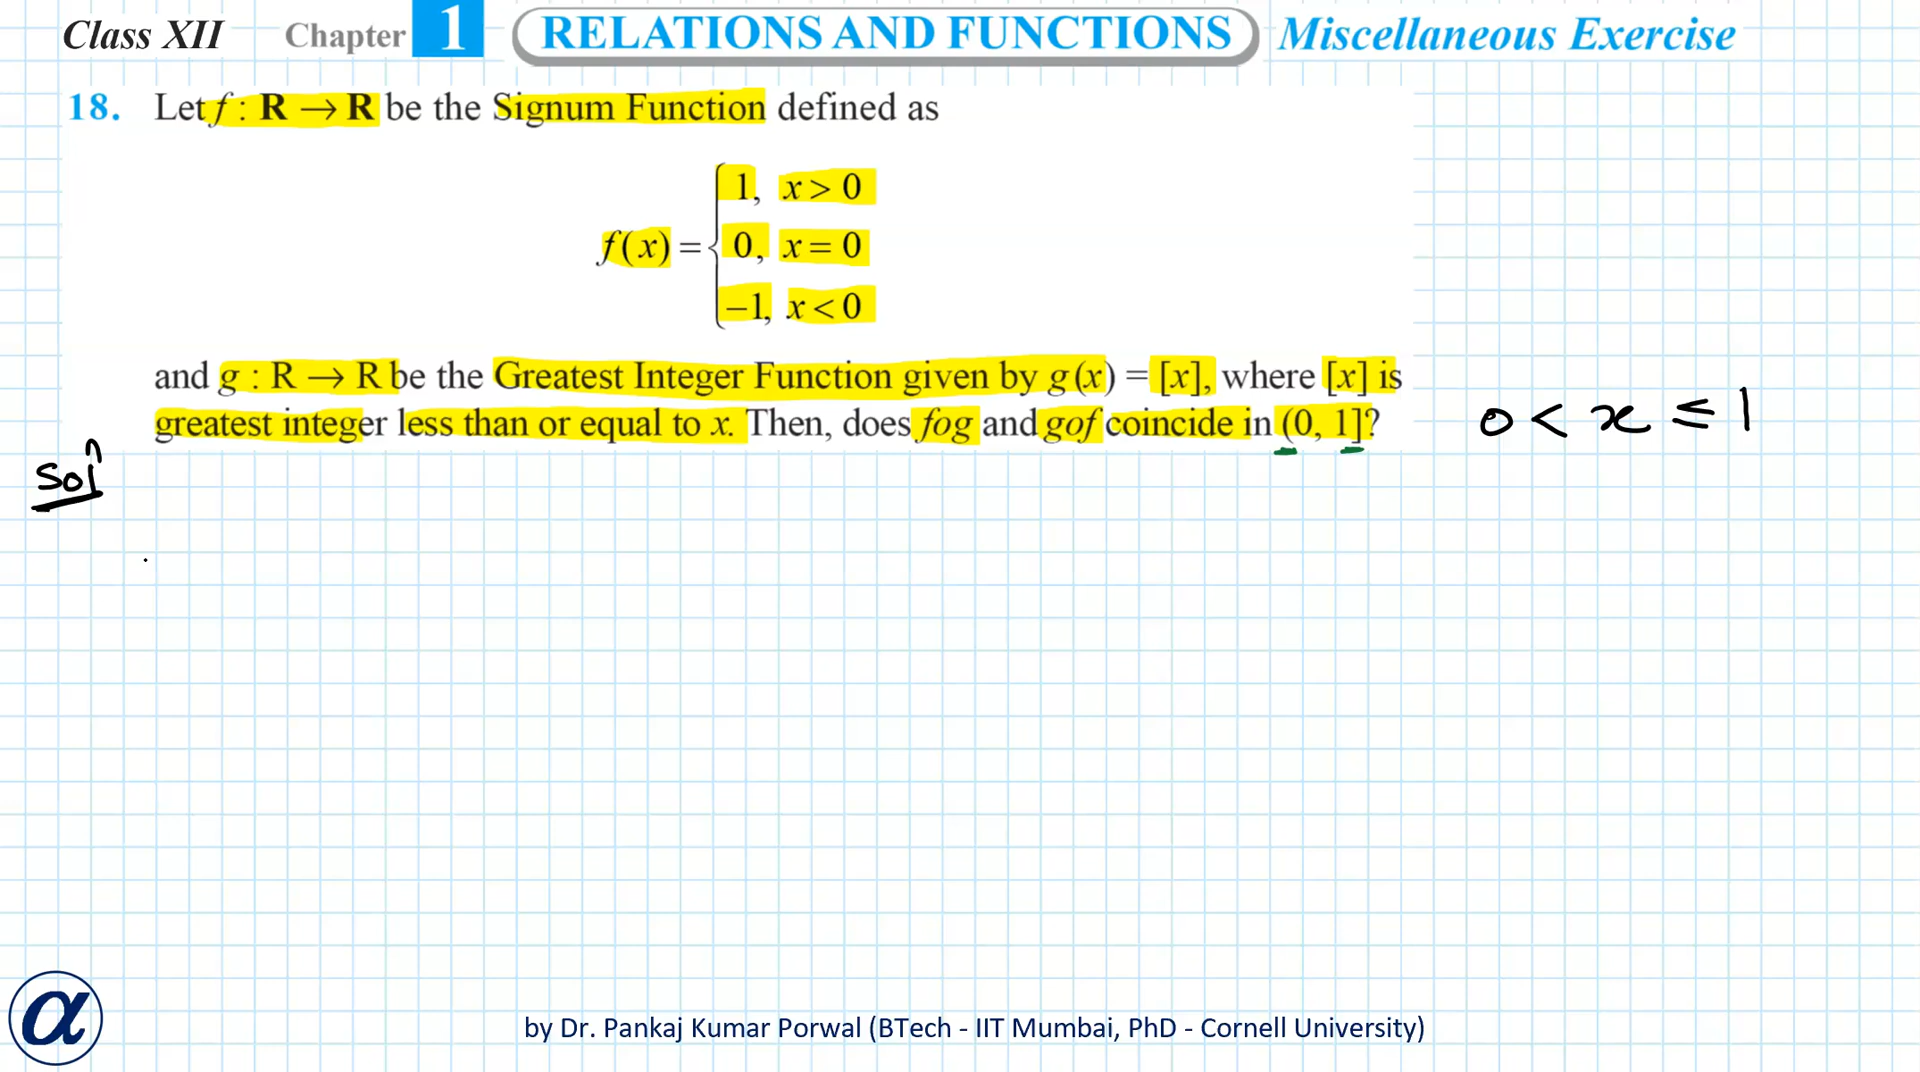 Class XII Chapter 1 RELATIONS AND FUNCTIONS Miscellaneous Exercise
18. Let f : R → R be the Signum Function defined as
1, x > 0
f(x) = { 0, x = 0
−1, x < 0
and g : R → R be the Greatest Integer Function given by g(x) = [x], where [x] is
greatest integer less than or equal to x. Then, does fog and gof coincide in (0, 1]?
0 < x ≤ 1
Solⁿ
α
by Dr. Pankaj Kumar Porwal (BTech - IIT Mumbai, PhD - Cornell University)